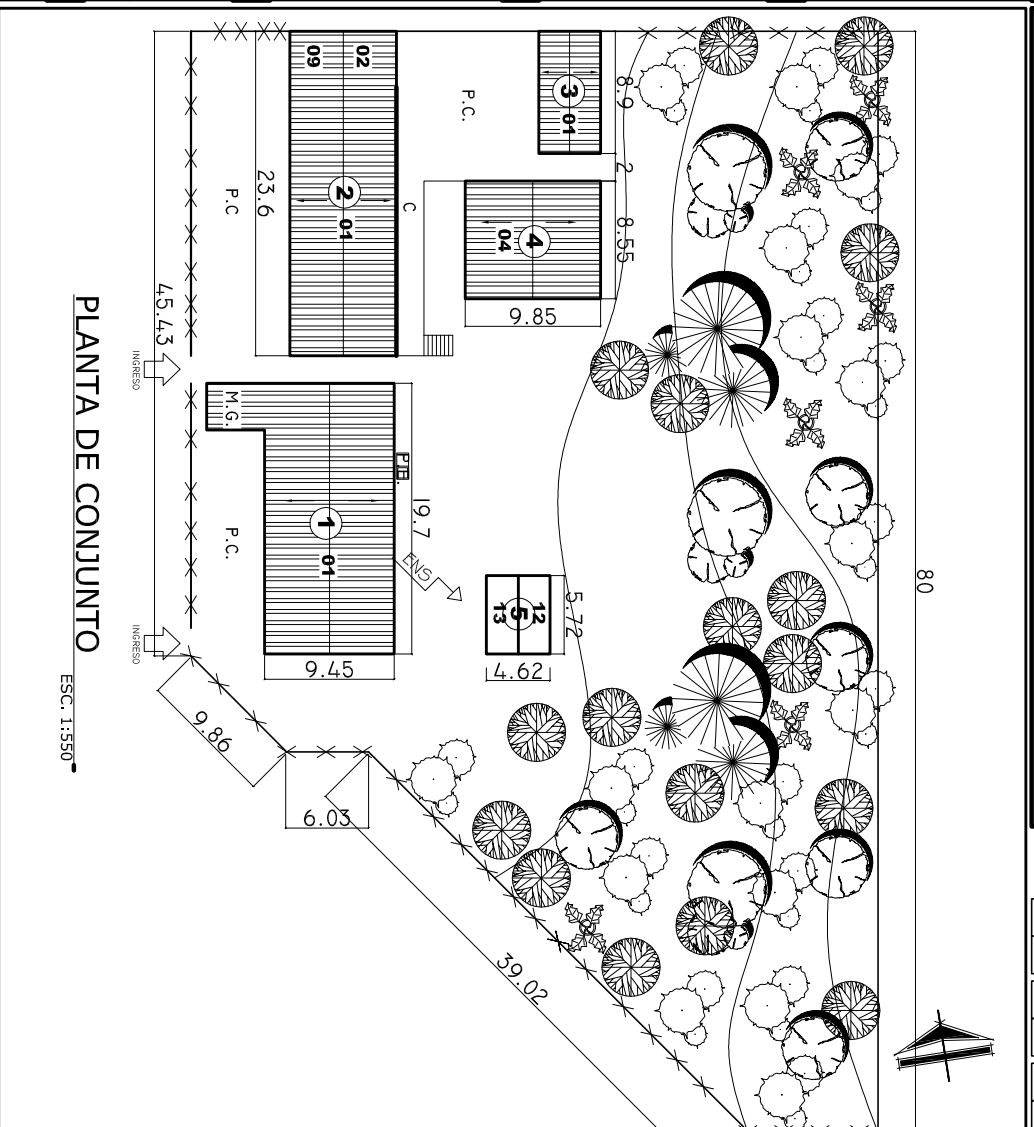 02
09
3
01
8.9
P.C.
2
P.C
23.6
2
01
C
4
04
8.55
9.85
45.43
INGRESO
M.G.
P.C.
1
01
19.7
ENS
12
5
13
5.72
4.62
9.45
80
INGRESO
9.86
6.03
39.02
PLANTA DE CONJUNTO
ESC. 1:550